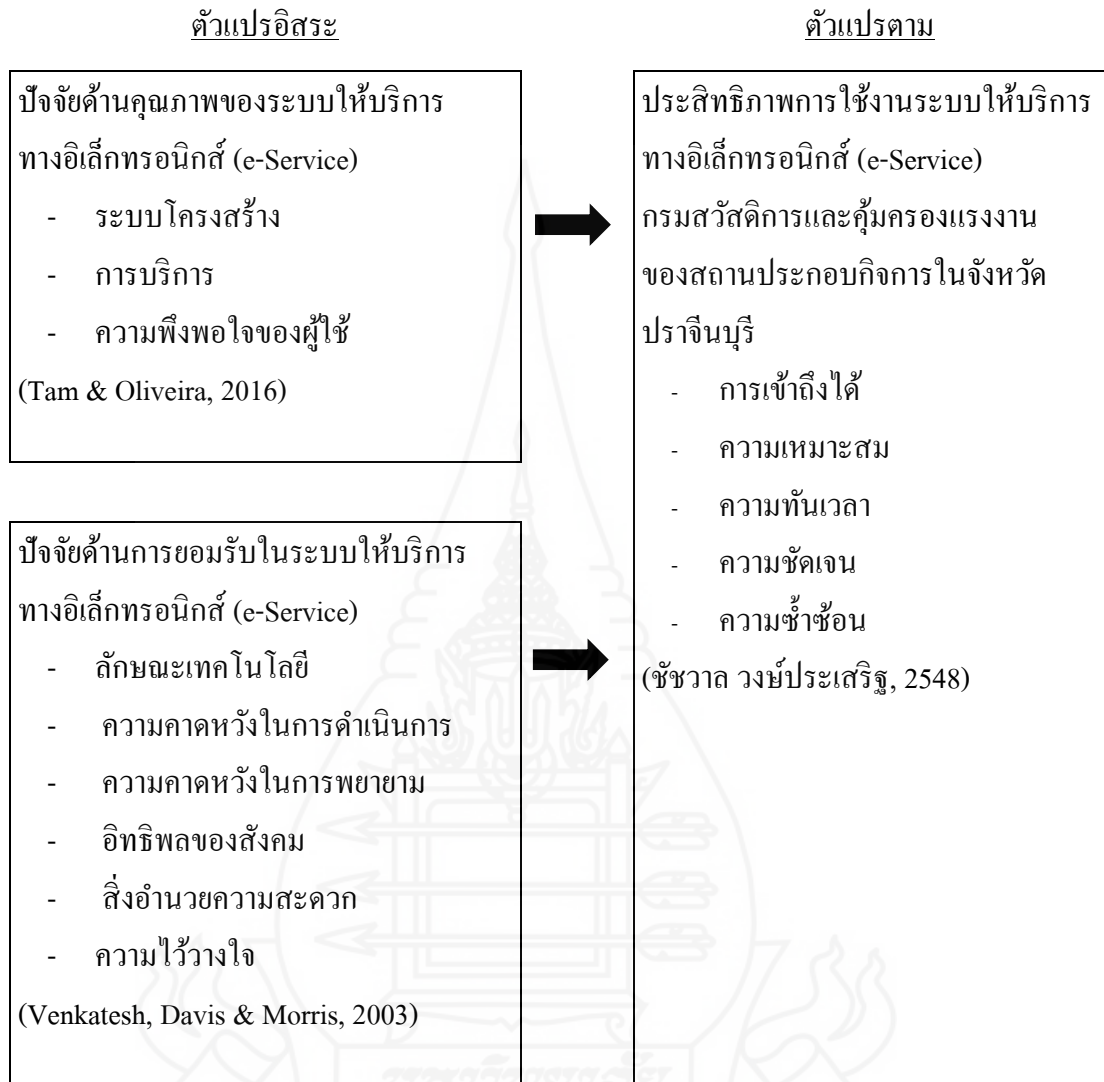 ตัวแปรอิสระ
ตัวแปรตาม
ปัจจัยด้านคุณภาพของระบบให้บริการ
ทางอิเล็กทรอนิกส์ (e-Service)
- ระบบโครงสร้าง
- การบริการ
- ความพึงพอใจของผู้ใช้
(Tam & Oliveira, 2016)
ปัจจัยด้านการยอมรับในระบบให้บริการ
ทางอิเล็กทรอนิกส์ (e-Service)
- ลักษณะเทคโนโลยี
- ความคาดหวังในการดำเนินการ
- ความคาดหวังในการพยายาม
- อิทธิพลของสังคม
- สิ่งอำนวยความสะดวก
- ความไว้วางใจ
(Venkatesh, Davis & Morris, 2003)
ประสิทธิภาพการใช้งานระบบให้บริการ
ทางอิเล็กทรอนิกส์ (e-Service)
กรมสวัสดิการและคุ้มครองแรงงาน
ของสถานประกอบกิจการในจังหวัด
ปราจีนบุรี
- การเข้าถึงได้
- ความเหมาะสม
- ความทันเวลา
- ความชัดเจน
- ความซ้ำซ้อน
(ชัชวาล วงษ์ประเสริฐ, 2548)